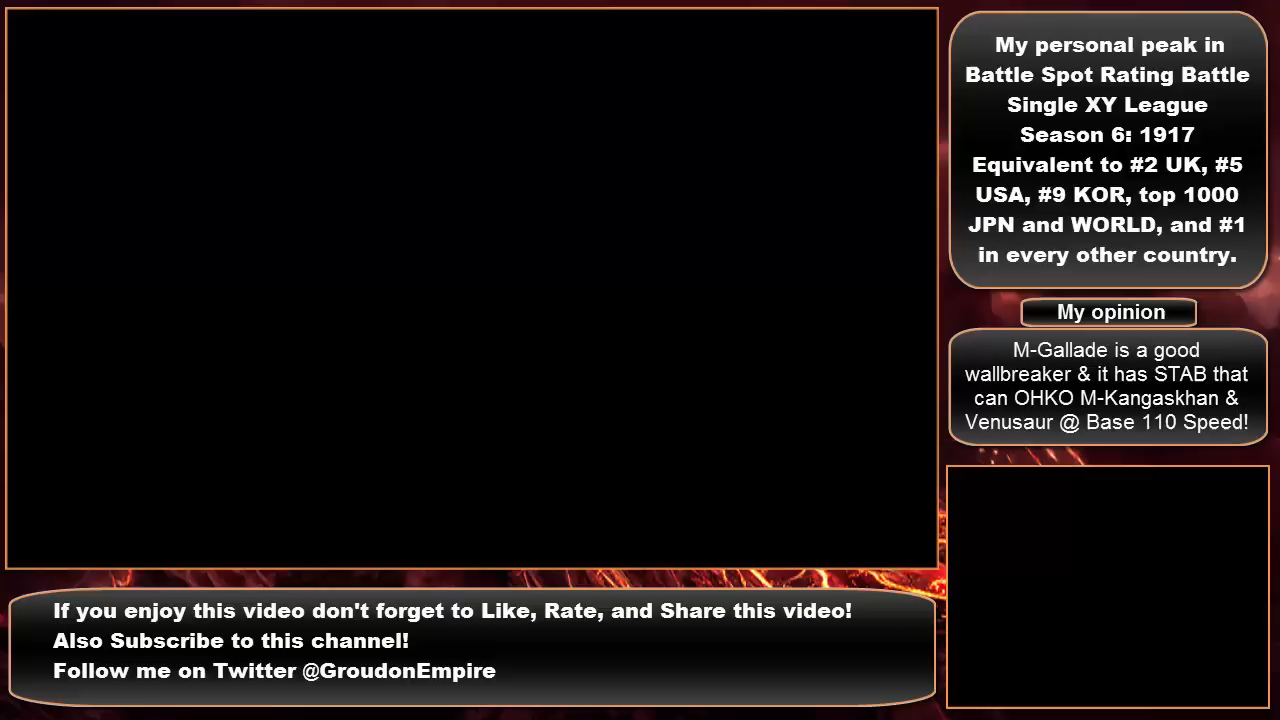 My personal peak in
Battle Spot Rating Battle
Single XY League
Season 6: 1917
Equivalent to #2 UK, #5
USA, #9 KOR, top 1000
JPN and WORLD, and #1
in every other country.
My opinion
M-Gallade is a good
wallbreaker & it has STAB that
can OHKO M-Kangaskhan &
Venusaur @ Base 110 Speed!
If you enjoy this video don't forget to Like, Rate, and Share this video!
Also Subscribe to this channel!
Follow me on Twitter @GroudonEmpire